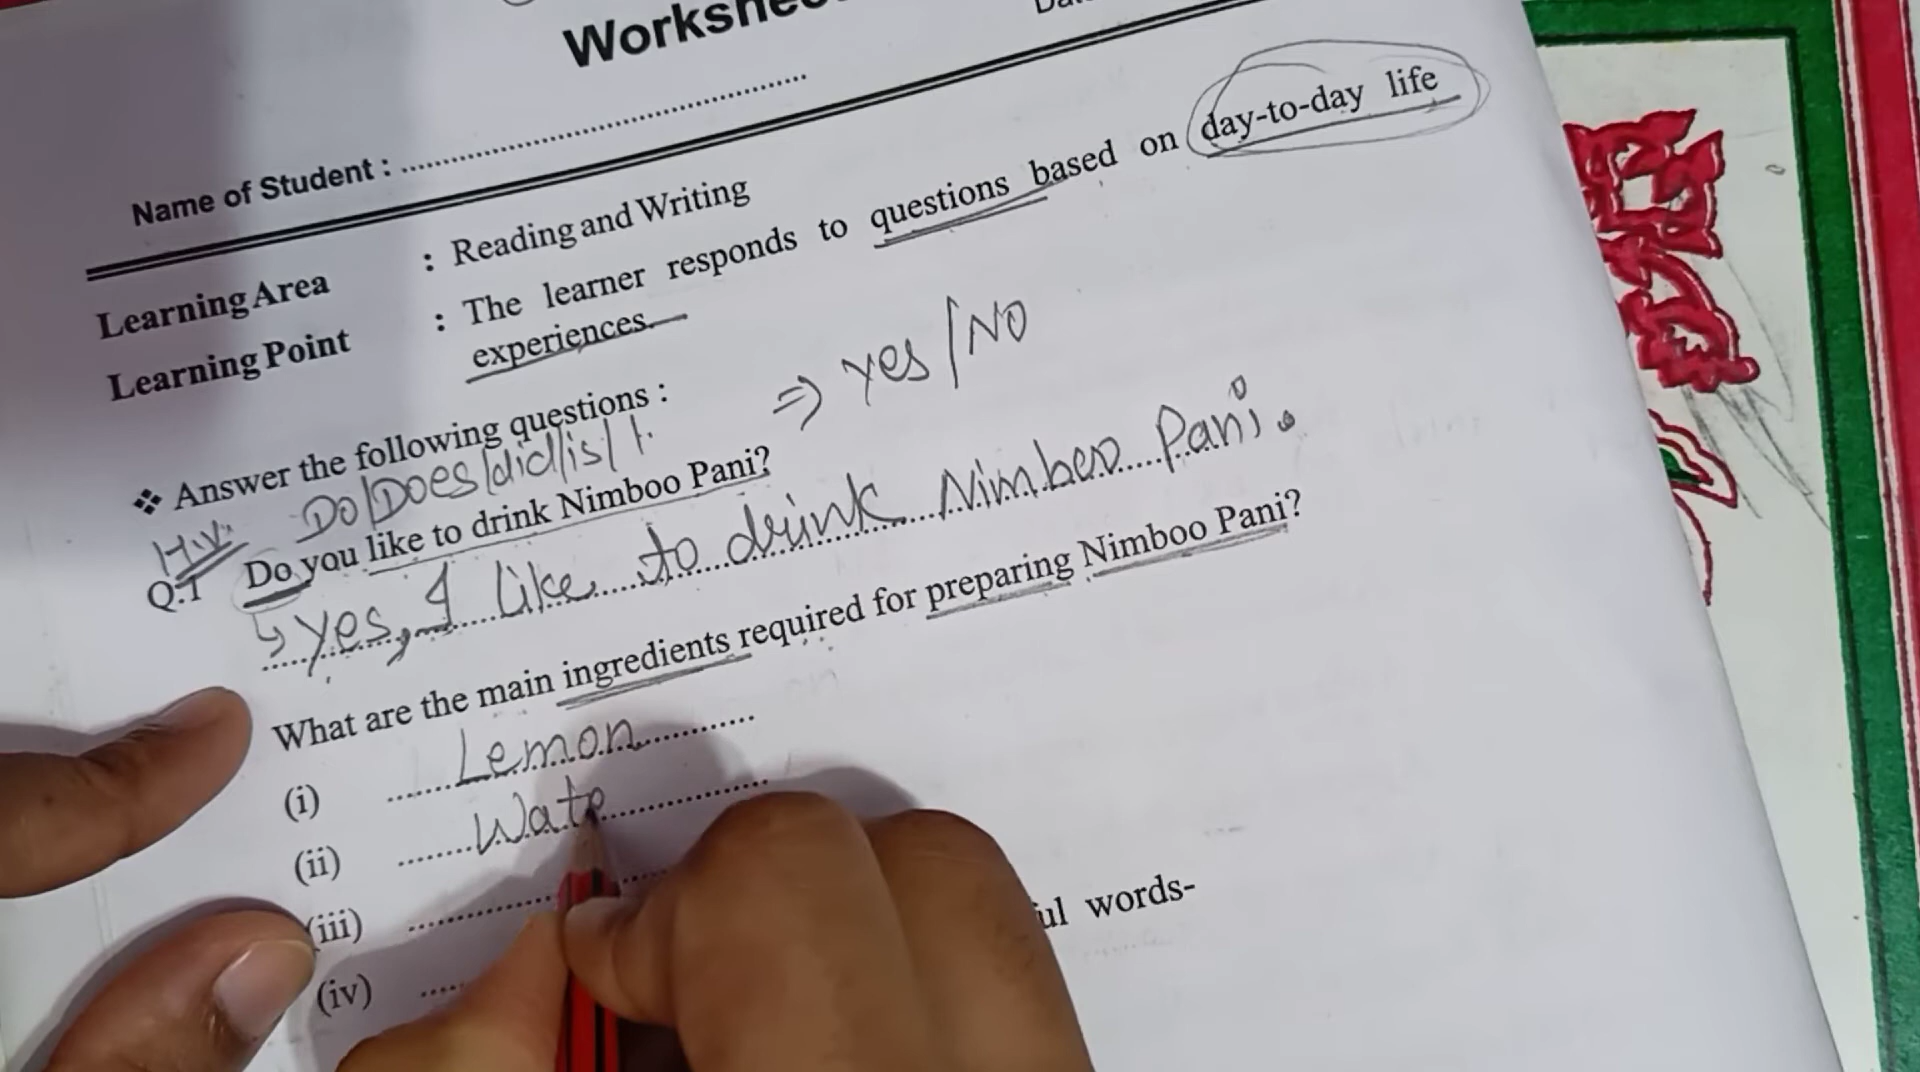 Workshee
Name of Student : ........................................
Learning Area : Reading and Writing
Learning Point : The learner responds to questions based on day-to-day life
experiences.
⇒ Yes/NO
❖ Answer the following questions :
H.V. DO/DOES/did/is/
Q.1 Do you like to drink Nimboo Pani?
↳ Yes, I like to drink Nimboo Pani.
What are the main ingredients required for preparing Nimboo Pani?
(i) Lemon
(ii) Wate
(iii)
(iv)
ul words-